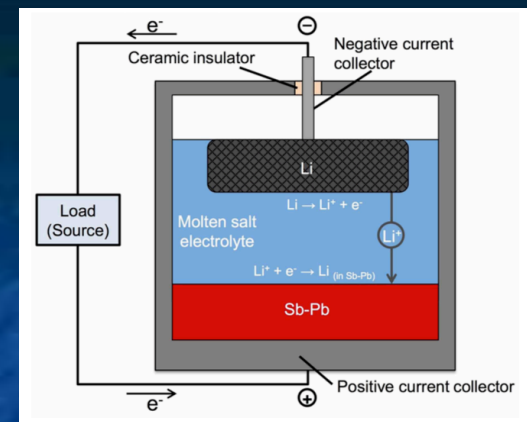 e⁻
⊖
Ceramic insulator
Negative current
collector
Li
Li → Li⁺ + e⁻
Load
(Source)
Molten salt
electrolyte
Li⁺
Li⁺ + e⁻ → Li (in Sb-Pb)
Sb-Pb
Positive current collector
e⁻
⊕